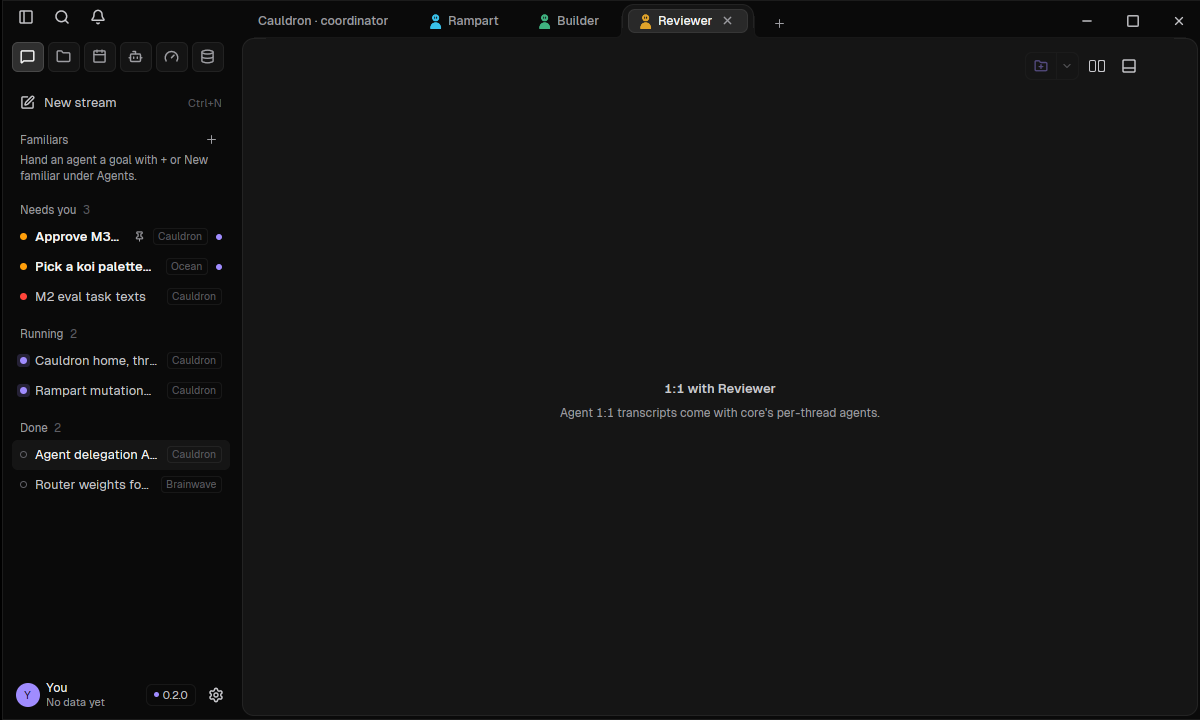 Cauldron · coordinator
Rampart
Builder
Reviewer
New stream
Ctrl+N
Familiars
Hand an agent a goal with + or New
familiar under Agents.
Needs you 3
Approve M3... Cauldron
Pick a koi palette... Ocean
M2 eval task texts Cauldron
Running 2
Cauldron home, thr... Cauldron
Rampart mutation... Cauldron
Done 2
Agent delegation A... Cauldron
Router weights fo... Brainwave
1:1 with Reviewer
Agent 1:1 transcripts come with core's per-thread agents.
Y
You
No data yet
0.2.0